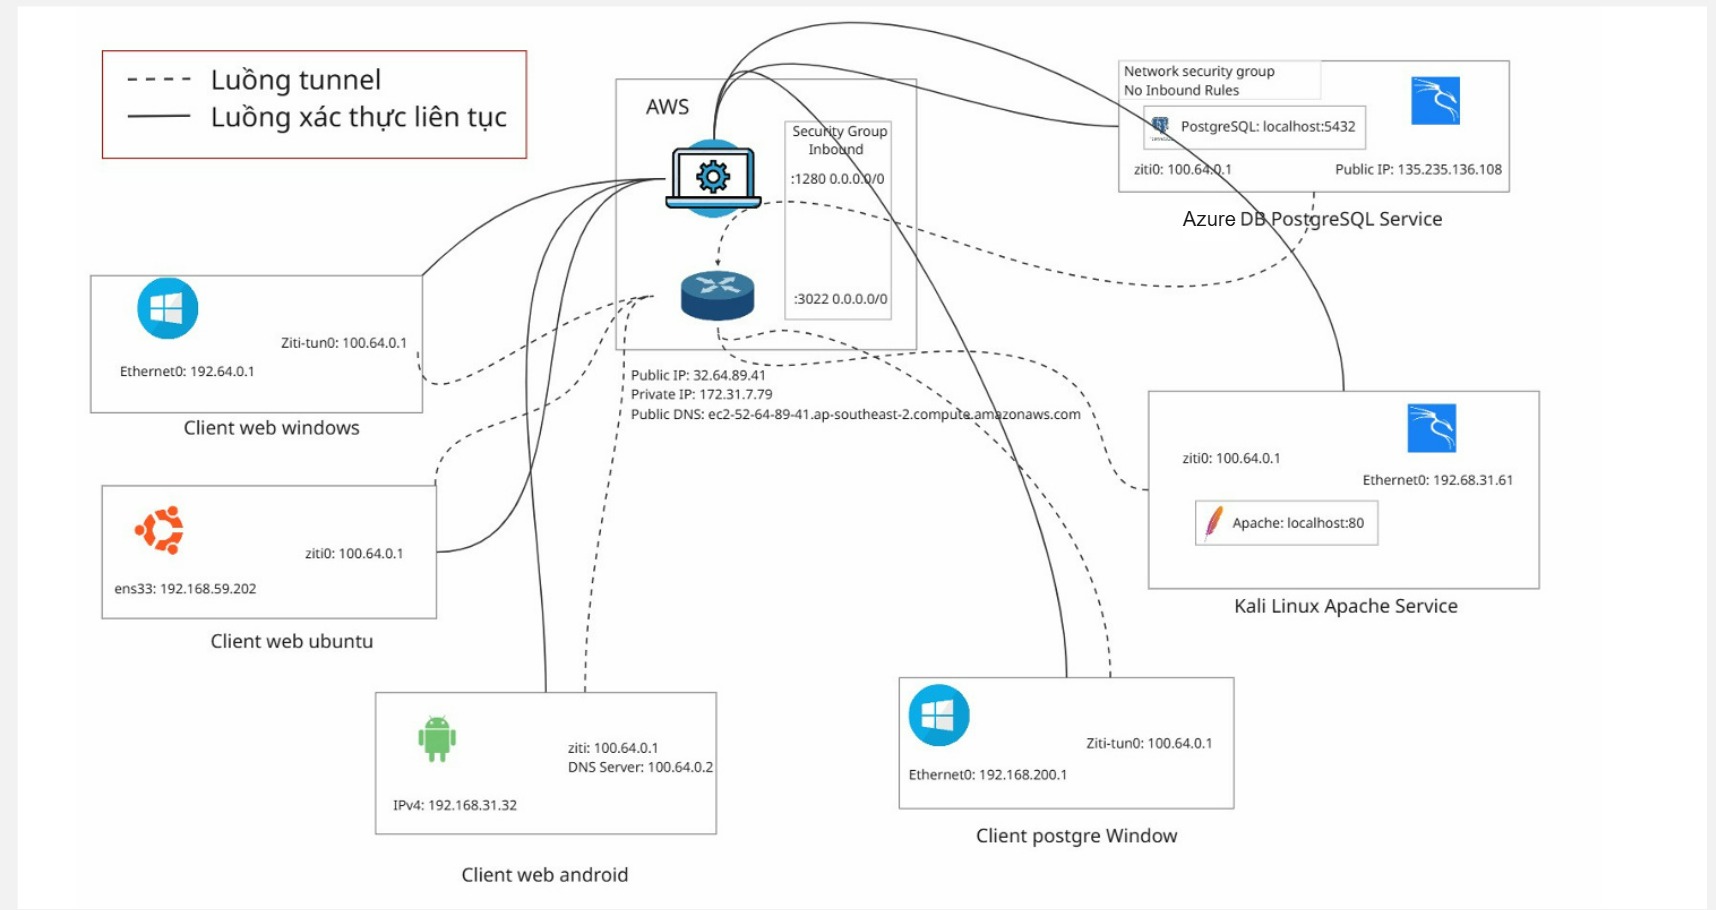 Luồng tunnel
Luồng xác thực liên tục
AWS
Security Group
Inbound
:1280 0.0.0.0/0
:3022 0.0.0.0/0
Public IP: 32.64.89.41
Private IP: 172.31.7.79
Public DNS: ec2-52-64-89-41.ap-southeast-2.compute.amazonaws.com
Network security group
No Inbound Rules
PostgreSQL: localhost:5432
ziti0: 100.64.0.1
Public IP: 135.235.136.108
Azure DB PostgreSQL Service
Ziti-tun0: 100.64.0.1
Ethernet0: 192.64.0.1
Client web windows
ziti0: 100.64.0.1
Ethernet0: 192.68.31.61
Apache: localhost:80
Kali Linux Apache Service
ziti0: 100.64.0.1
ens33: 192.168.59.202
Client web ubuntu
ziti: 100.64.0.1
DNS Server: 100.64.0.2
IPv4: 192.168.31.32
Client web android
Ziti-tun0: 100.64.0.1
Ethernet0: 192.168.200.1
Client postgre Window